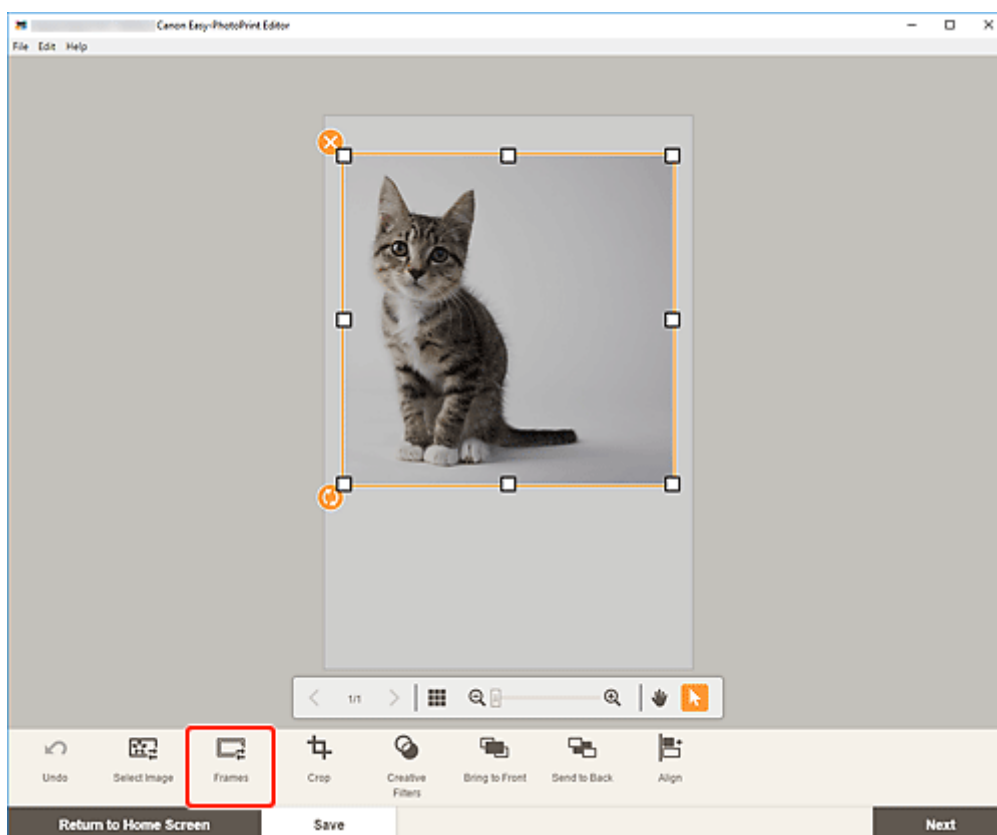 Canon Easy-PhotoPrint Editor
File Edit Help
1/1
Undo Select Image Frames Crop Creative Filters Bring to Front Send to Back Align
Return to Home Screen Save Next